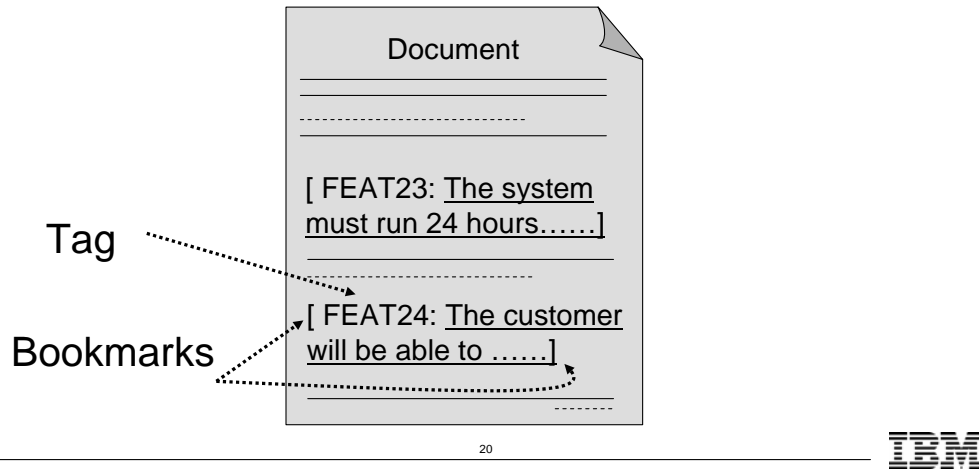 Document
[ FEAT23: The system
must run 24 hours……]
Tag
[ FEAT24: The customer
will be able to ……]
Bookmarks
20
IBM